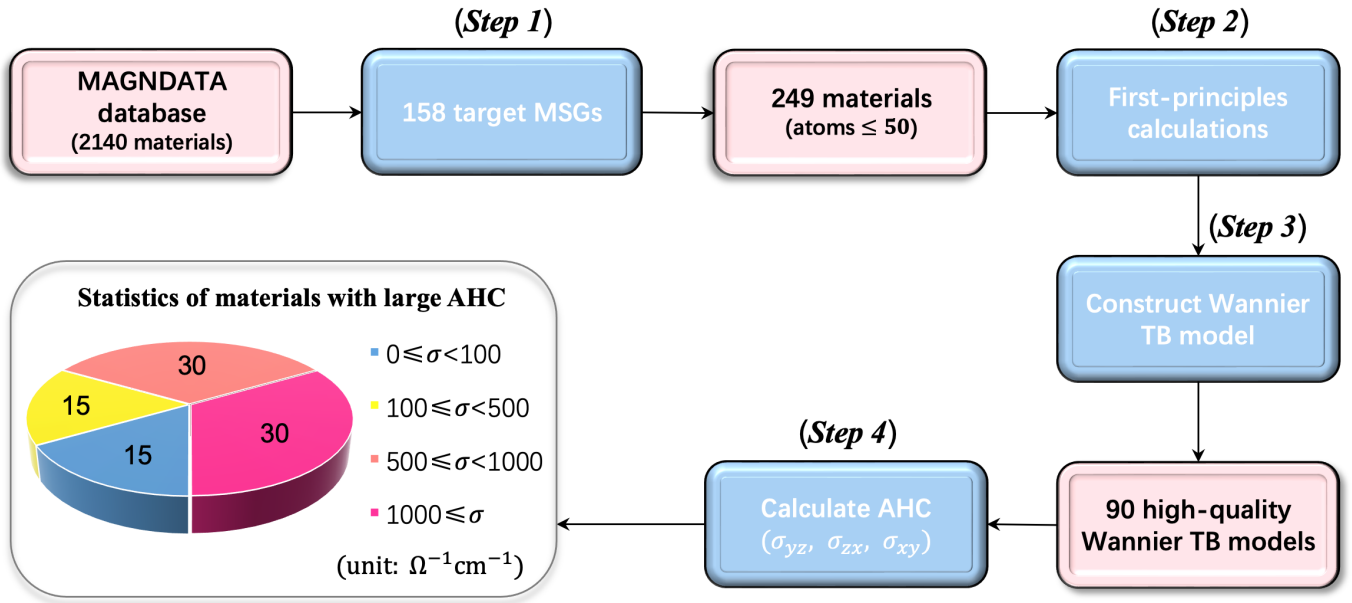 (Step 1)
(Step 2)
MAGNDATA
database
(2140 materials)
158 target MSGs
249 materials
(atoms ≤ 50)
First-principles
calculations
(Step 3)
Construct Wannier
TB model
90 high-quality
Wannier TB models
(Step 4)
Calculate AHC
(σyz, σzx, σxy)
Statistics of materials with large AHC
30
15
15
30
0⩽σ<100
100⩽σ<500
500⩽σ<1000
1000⩽σ
(unit: Ω⁻¹cm⁻¹)